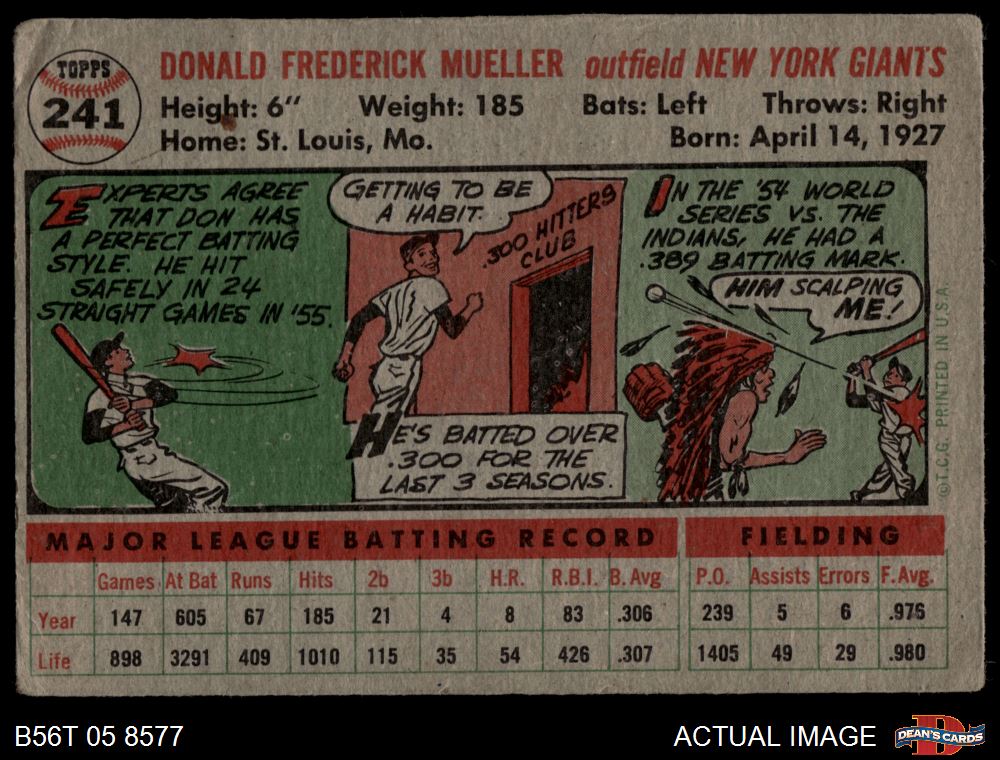 TOPPS
241
DONALD FREDERICK MUELLER outfield NEW YORK GIANTS
Height: 6" Weight: 185 Bats: Left Throws: Right
Home: St. Louis, Mo. Born: April 14, 1927
EXPERTS AGREE
THAT DON HAS
A PERFECT BATTING
STYLE. HE HIT
SAFELY IN 24
STRAIGHT GAMES IN '55.
GETTING TO BE
A HABIT.
.300 HITTERS
CLUB
HE'S BATTED OVER
.300 FOR THE
LAST 3 SEASONS.
IN THE '54 WORLD
SERIES VS. THE
INDIANS, HE HAD A
.389 BATTING MARK.
HIM SCALPING
ME!
©T.C.G. PRINTED IN U.S.A.
MAJOR LEAGUE BATTING RECORD FIELDING
Games At Bat Runs Hits 2b 3b H.R. R.B.I. B. Avg P.O. Assists Errors F. Avg.
Year 147 605 67 185 21 4 8 83 .306 239 5 6 .976
Life 898 3291 409 1010 115 35 54 426 .307 1405 49 29 .980
B56T 05 8577 ACTUAL IMAGE
D
DEAN'S CARDS